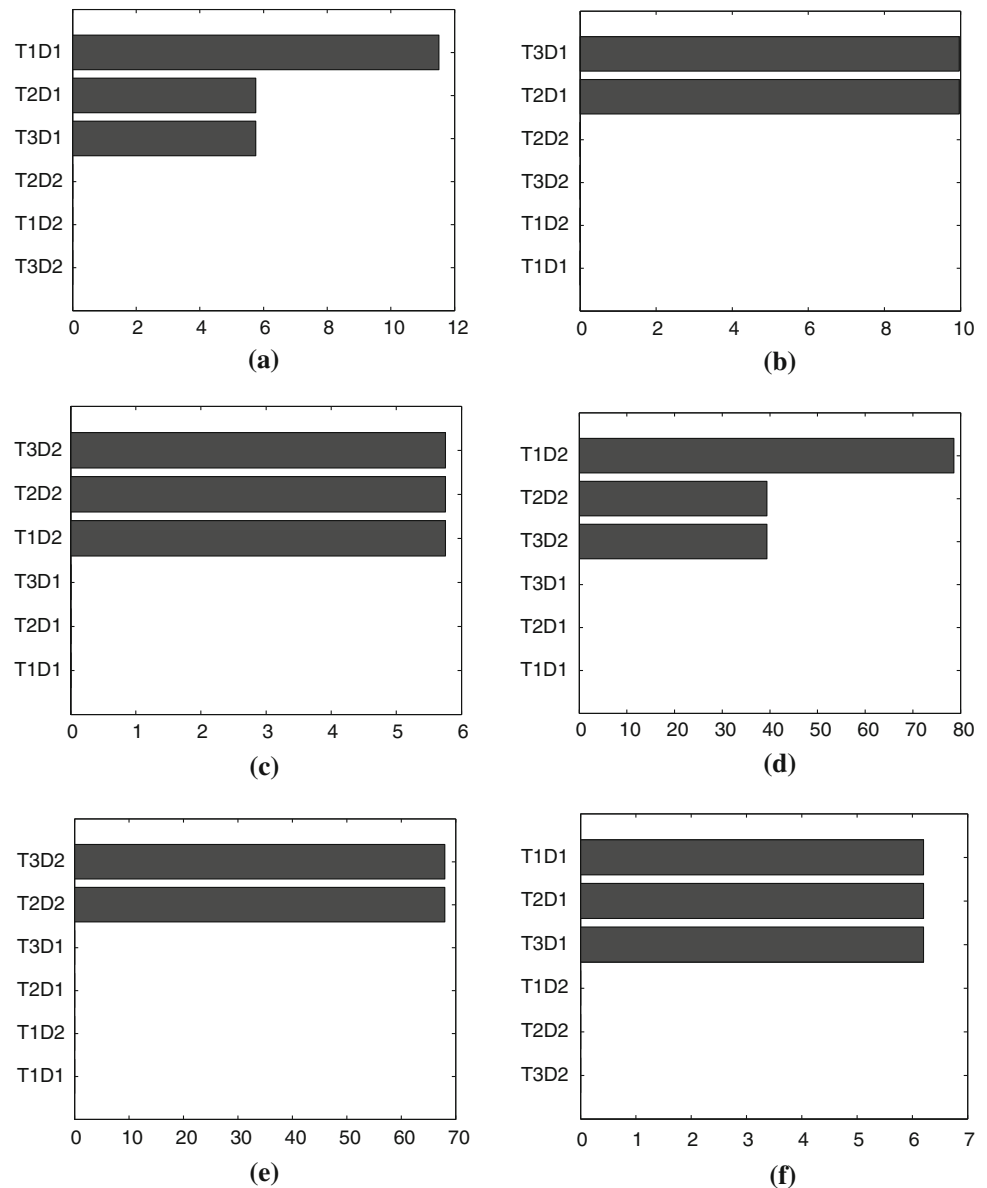 T1D1
T2D1
T3D1
T2D2
T1D2
T3D2
0 2 4 6 8 10 12
(a)
T3D1
T2D1
T2D2
T3D2
T1D2
T1D1
0 2 4 6 8 10
(b)
T3D2
T2D2
T1D2
T3D1
T2D1
T1D1
0 1 2 3 4 5 6
(c)
T1D2
T2D2
T3D2
T3D1
T2D1
T1D1
0 10 20 30 40 50 60 70 80
(d)
T3D2
T2D2
T3D1
T2D1
T1D2
T1D1
0 10 20 30 40 50 60 70
(e)
T1D1
T2D1
T3D1
T1D2
T2D2
T3D2
0 1 2 3 4 5 6 7
(f)